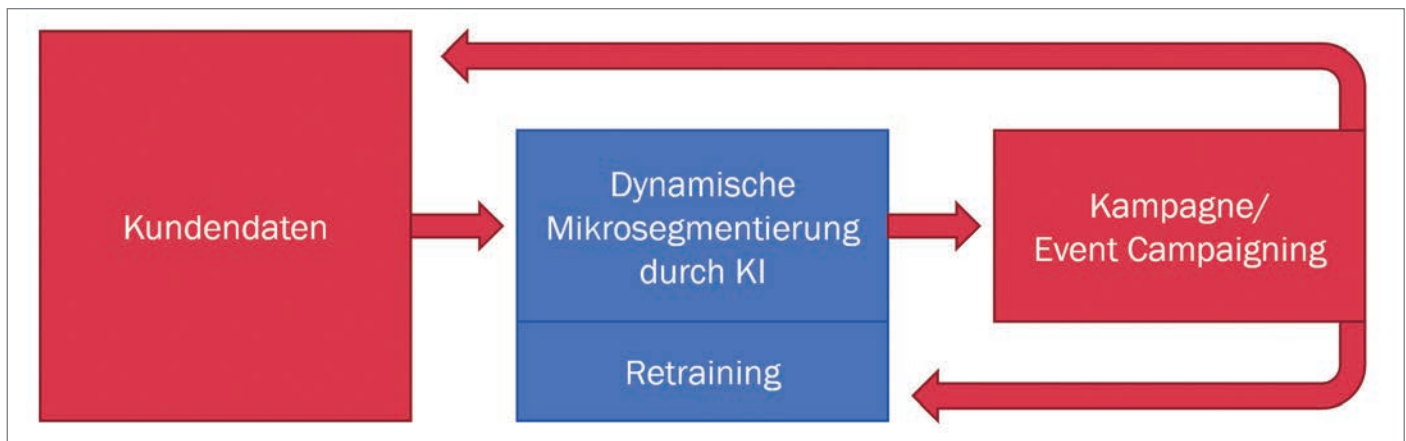 Kundendaten
Dynamische
Mikrosegmentierung
durch KI
Retraining
Kampagne/
Event Campaigning